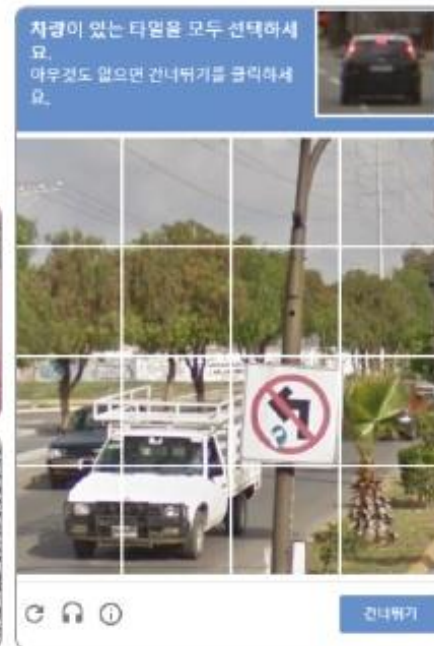 차량이 있는 타일을 모두 선택하세
요.
아무것도 없으면 건너뛰기를 클릭하세
요.
건너뛰기